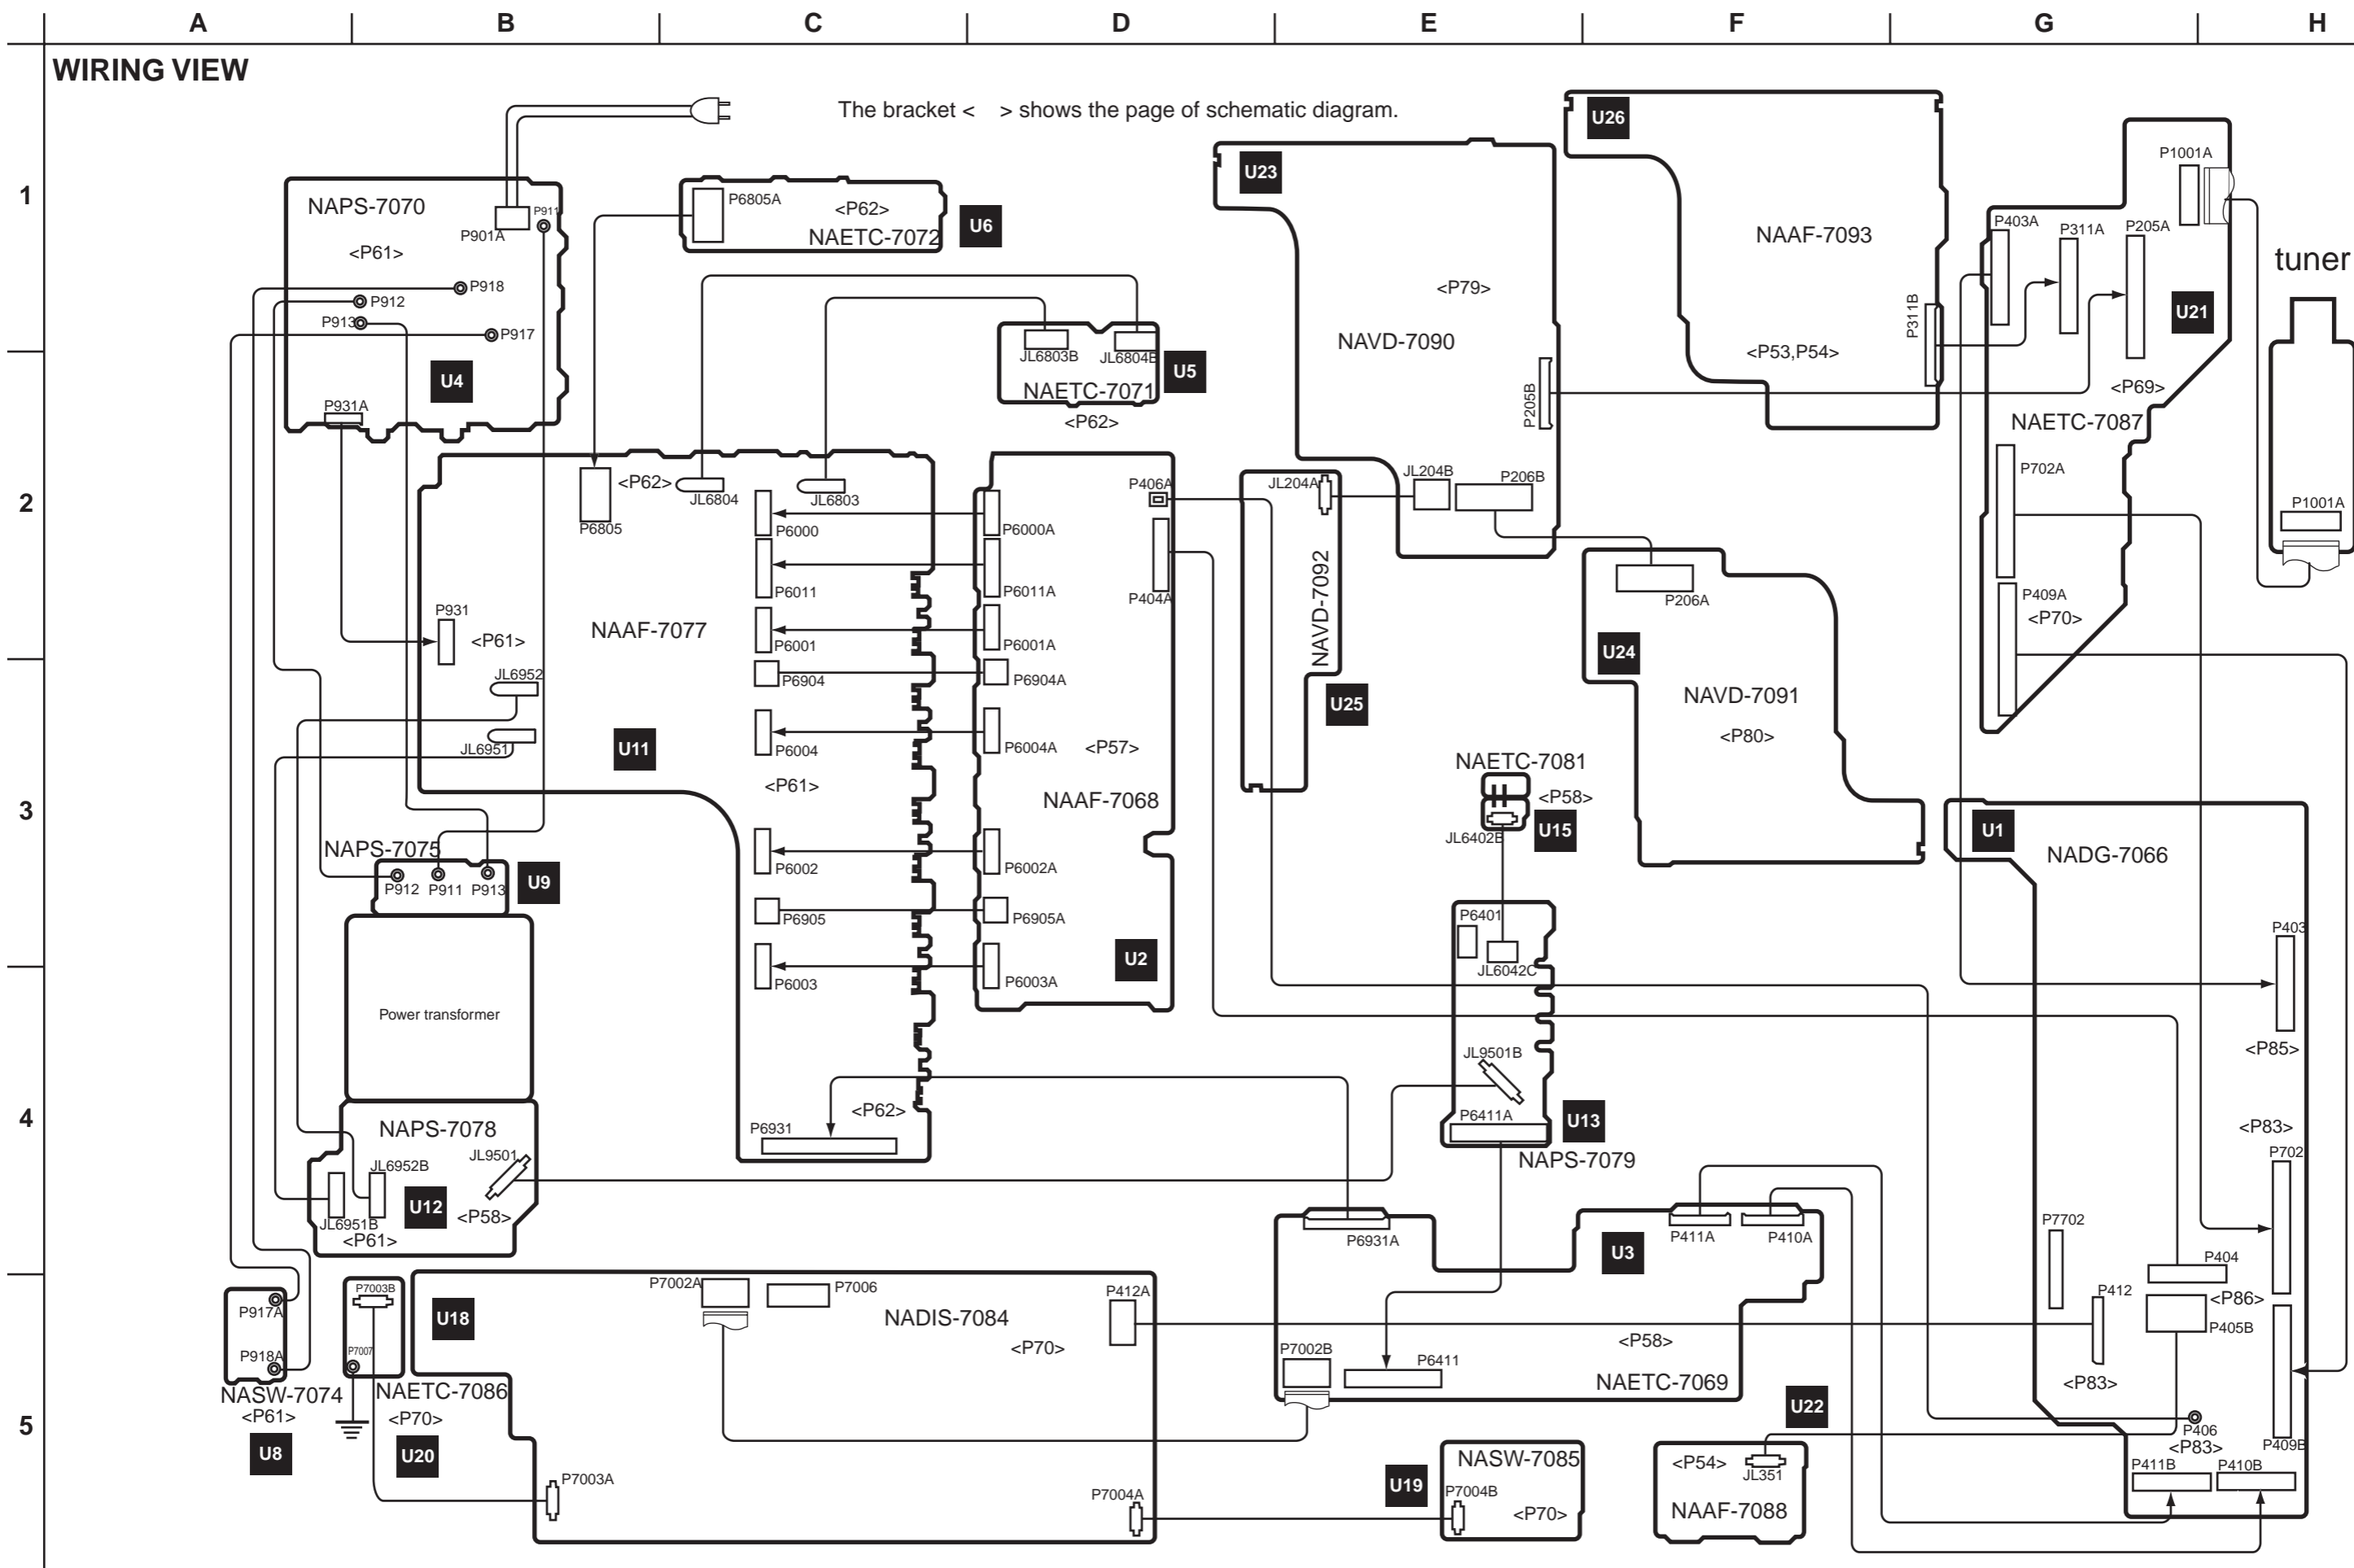 A B C D E F G H
WIRING VIEW
The bracket <    > shows the page of schematic diagram.
1
2
3
4
5
NAPS-7070
<P61>
P901A
P911
P918
P912
P913
P917
U4
P931A
P6805A
<P62>
NAETC-7072
U6
JL6803B
JL6804B
U5
NAETC-7071
<P62>
U23
<P79>
NAVD-7090
P205B
JL204B
P206B
U26
NAAF-7093
<P53,P54>
P311B
P1001A
P403A
P311A
P205A
U21
<P69>
NAETC-7087
P702A
P409A
<P70>
tuner
P1001A
P6805
<P62>
JL6804
JL6803
P6000
P6011
P931
<P61>
NAAF-7077
P6001
P6904
JL6952
JL6951
U11
P6004
<P61>
P6002
P6905
P6003
<P62>
P6931
P406A
P6000A
P6011A
P404A
P6001A
P6904A
P6004A
<P57>
NAAF-7068
P6002A
P6905A
U2
P6003A
JL204A
NAVD-7092
U25
P206A
U24
NAVD-7091
<P80>
NAETC-7081
<P58>
U15
JL6402B
P6401
JL6042C
JL9501B
P6411A
U13
NAPS-7079
U1
NADG-7066
P403
<P85>
<P83>
P702
P7702
P404
P412
<P86>
P405B
<P83>
P406
<P83>
P409B
P411B
P410B
NAPS-7075
P912
P911
P913
U9
Power transformer
NAPS-7078
JL9501
JL6952B
U12
JL6951B
<P58>
<P61>
P6931A
U3
P411A
P410A
P7002B
P6411
<P58>
NAETC-7069
P917A
P918A
NASW-7074
<P61>
U8
P7003B
P7007
NAETC-7086
<P70>
U20
U18
P7002A
P7006
NADIS-7084
P412A
<P70>
P7003A
P7004A
U19
NASW-7085
P7004B
<P70>
U22
<P54>
JL351
NAAF-7088